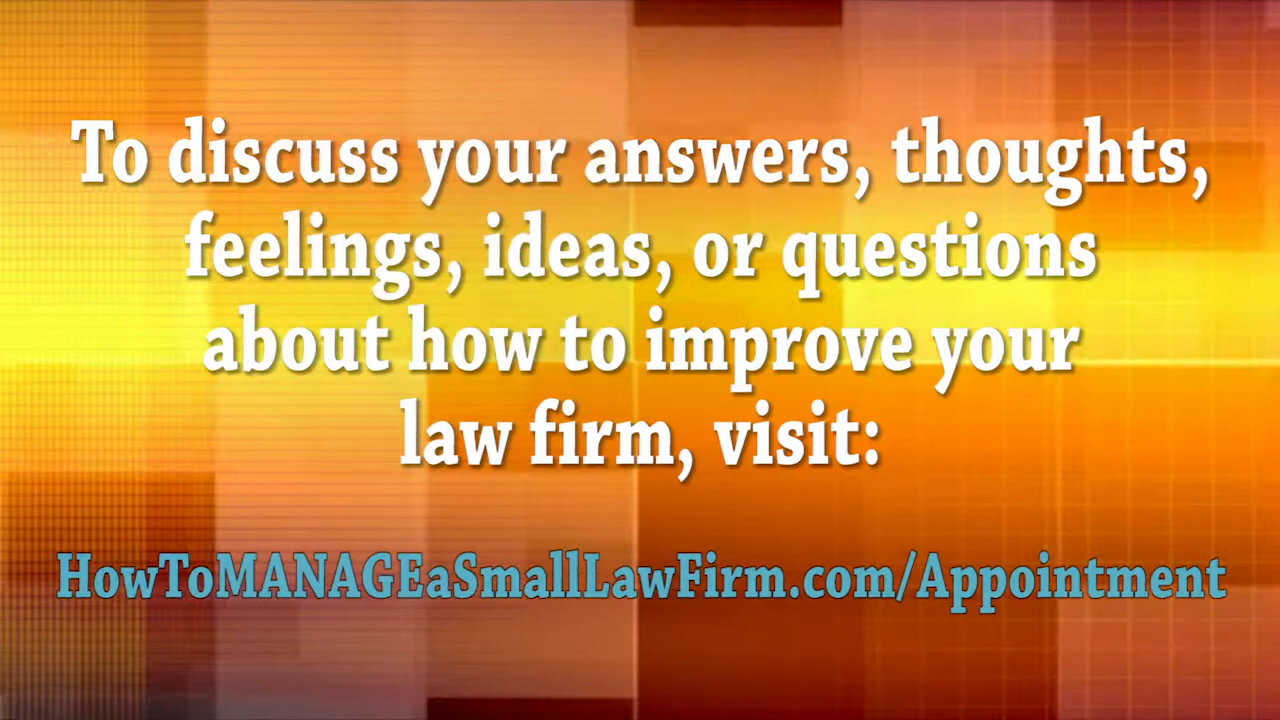 To discuss your answers, thoughts,
feelings, ideas, or questions
about how to improve your
law firm, visit:
HowToMANAGEaSmallLawFirm.com/Appointment